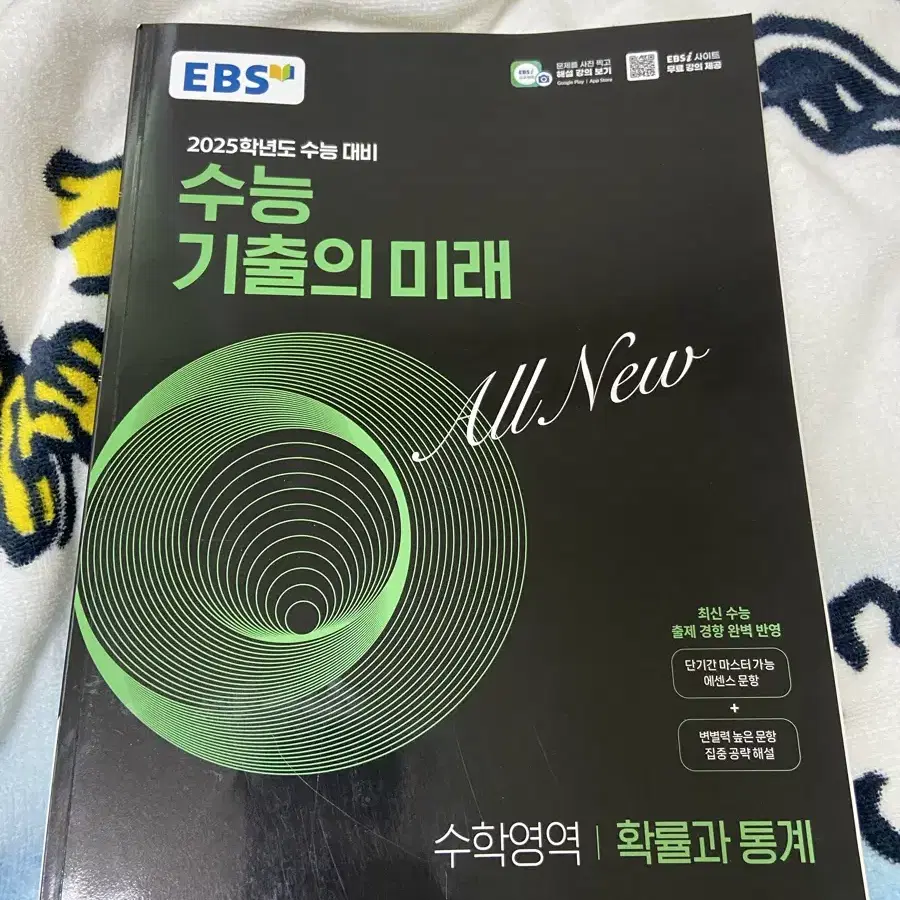 EBS
문제를 사진 찍고
해설 강의 보기
Google Play | App Store
EBSi 사이트
무료 강의 제공
2025학년도 수능 대비
수능
기출의 미래
All New
최신 수능
출제 경향 완벽 반영
단기간 마스터 가능
에센스 문항
+
변별력 높은 문항
집중 공략 해설
수학영역 | 확률과 통계